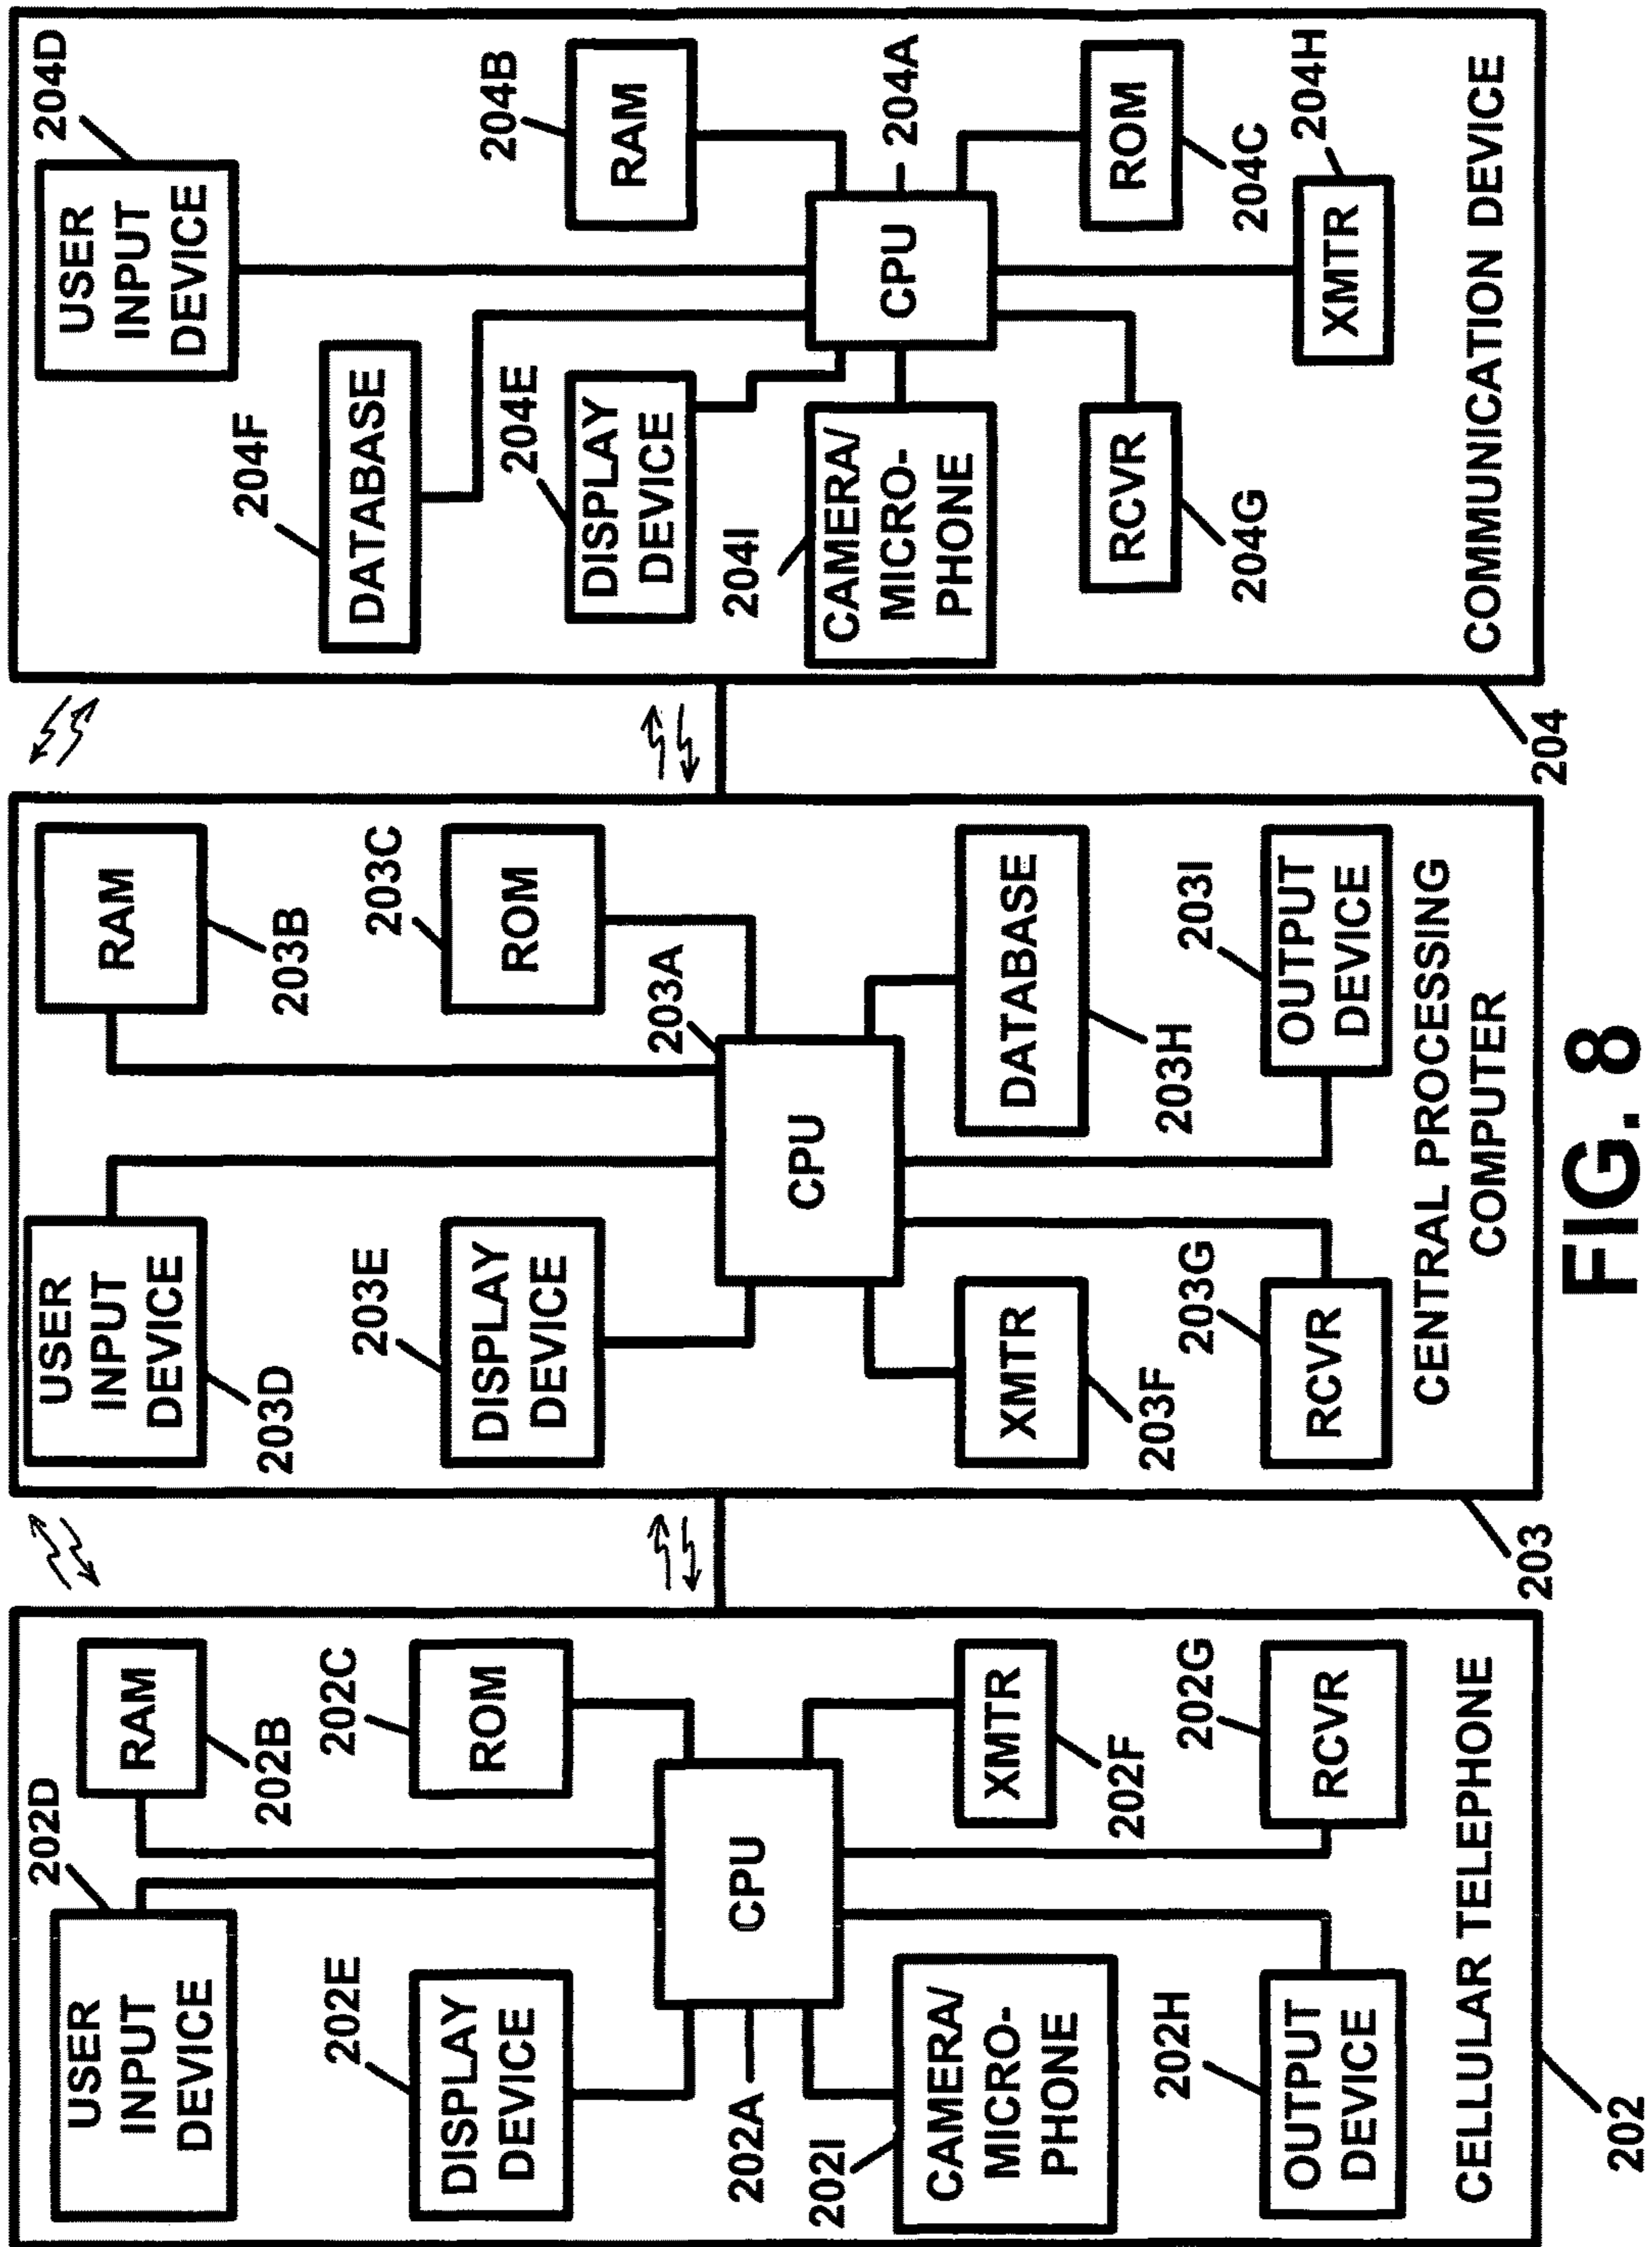 202D
USER
INPUT
DEVICE
RAM
202B
202E
DISPLAY
DEVICE
202C
ROM
CPU
202A
202I
CAMERA/
MICRO-
PHONE
XMTR
202F
202H
OUTPUT
DEVICE
202G
RCVR
CELLULAR TELEPHONE
202
USER
INPUT
DEVICE
203D
RAM
203B
203E
DISPLAY
DEVICE
203C
ROM
203A
CPU
XMTR
203F
DATABASE
203H
203G
RCVR
203I
OUTPUT
DEVICE
CENTRAL PROCESSING
COMPUTER
203
204D
USER
INPUT
DEVICE
204F
DATABASE
204B
RAM
204E
DISPLAY
DEVICE
204I
CAMERA/
MICRO-
PHONE
CPU
204A
RCVR
204G
ROM
204C
204H
XMTR
COMMUNICATION DEVICE
204
FIG. 8